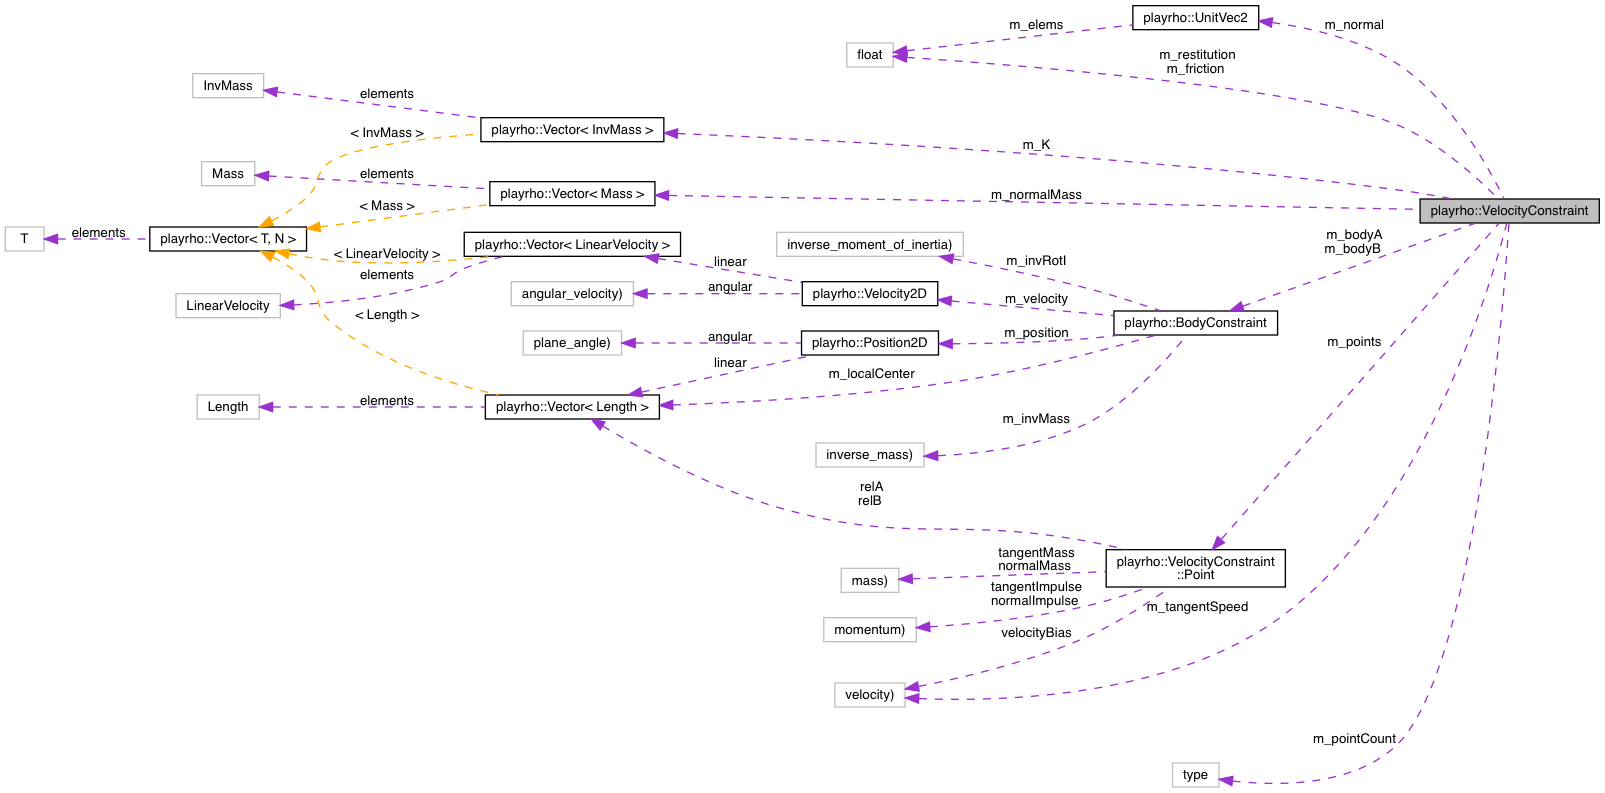 playrho::UnitVec2
m_normal
m_elems
float
m_restitution
m_friction
InvMass
elements
playrho::Vector< InvMass >
< InvMass >
m_K
Mass
elements
playrho::Vector< Mass >
m_normalMass
< Mass >
playrho::VelocityConstraint
T
elements
playrho::Vector< T, N >
playrho::Vector< LinearVelocity >
< LinearVelocity >
elements
LinearVelocity
inverse_moment_of_inertia)
m_invRotI
m_bodyA
m_bodyB
linear
angular_velocity)
angular
playrho::Velocity2D
m_velocity
playrho::BodyConstraint
< Length >
plane_angle)
angular
playrho::Position2D
m_position
m_points
linear
m_localCenter
Length
elements
playrho::Vector< Length >
m_invMass
inverse_mass)
relA
relB
tangentMass
normalMass
mass)
playrho::VelocityConstraint
::Point
tangentImpulse
normalImpulse
momentum)
m_tangentSpeed
velocityBias
velocity)
m_pointCount
type